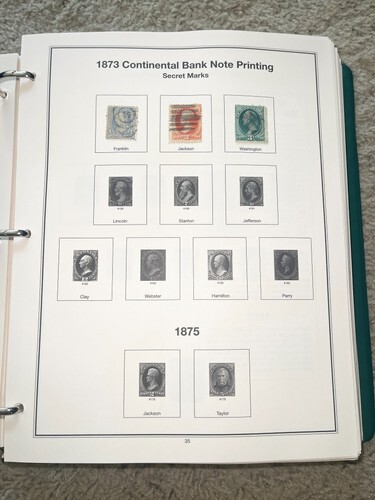 1873 Continental Bank Note Printing
Secret Marks
Franklin Jackson Washington
Lincoln Stanton Jefferson
Clay Webster Hamilton Perry
1875
Jackson Taylor
35